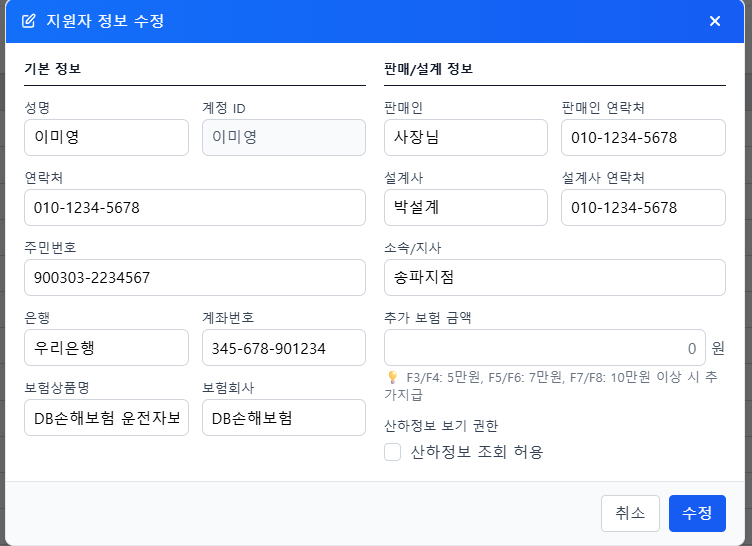 지원자 정보 수정
기본 정보
성명
계정 ID
이미영
이미영
연락처
010-1234-5678
주민번호
900303-2234567
은행
계좌번호
우리은행
345-678-901234
보험상품명
보험회사
DB손해보험 운전자보
DB손해보험
판매/설계 정보
판매인
판매인 연락처
사장님
010-1234-5678
설계사
설계사 연락처
박설계
010-1234-5678
소속/지사
송파지점
추가 보험 금액
0 원
💡 F3/F4: 5만원, F5/F6: 7만원, F7/F8: 10만원 이상 시 추
가지급
산하정보 보기 권한
산하정보 조회 허용
취소
수정